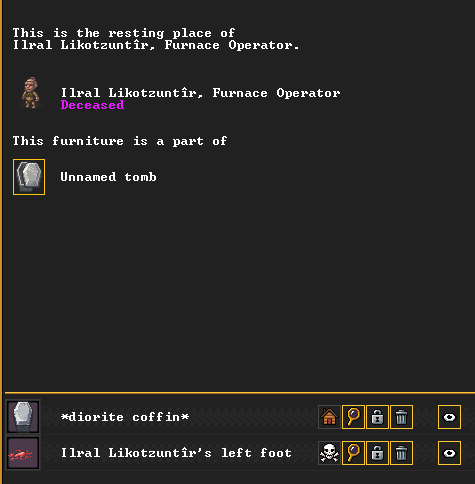 This is the resting place of
Ilral Likotzuntîr, Furnace Operator.
Ilral Likotzuntîr, Furnace Operator
Deceased
This furniture is a part of
Unnamed tomb
*diorite coffin*
Ilral Likotzuntîr's left foot